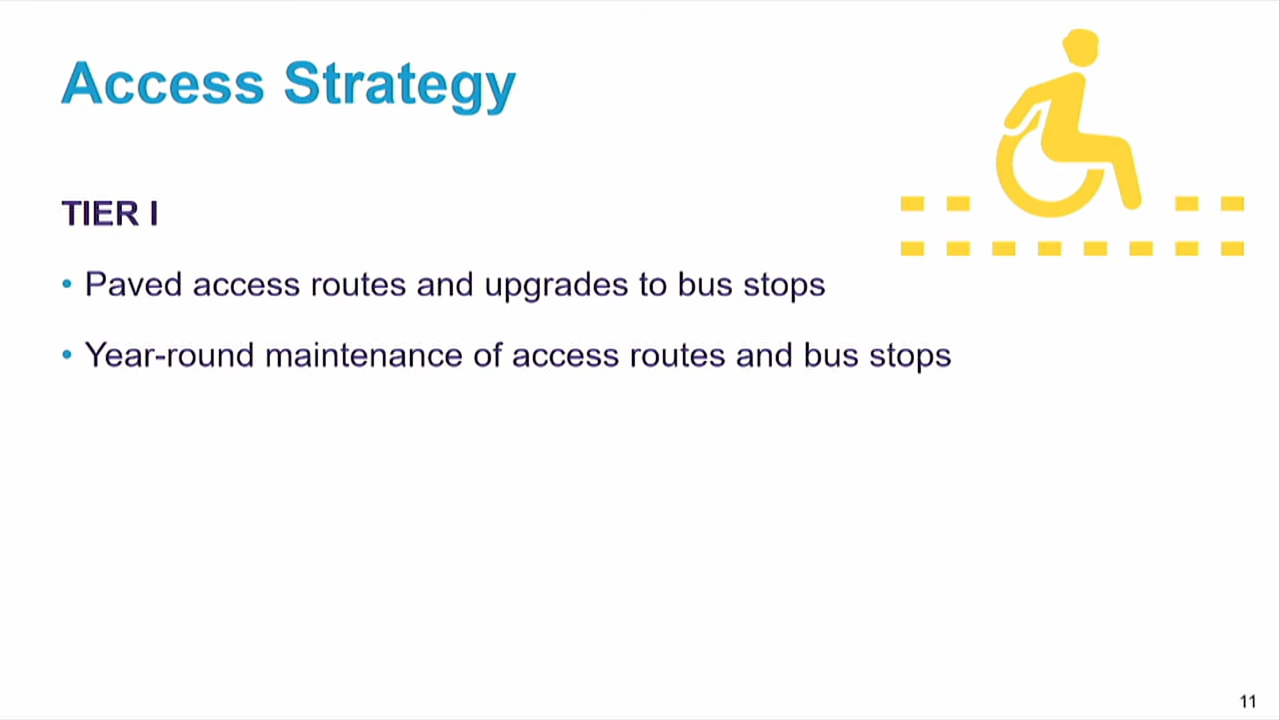 Access Strategy
TIER I
• Paved access routes and upgrades to bus stops
• Year-round maintenance of access routes and bus stops
11